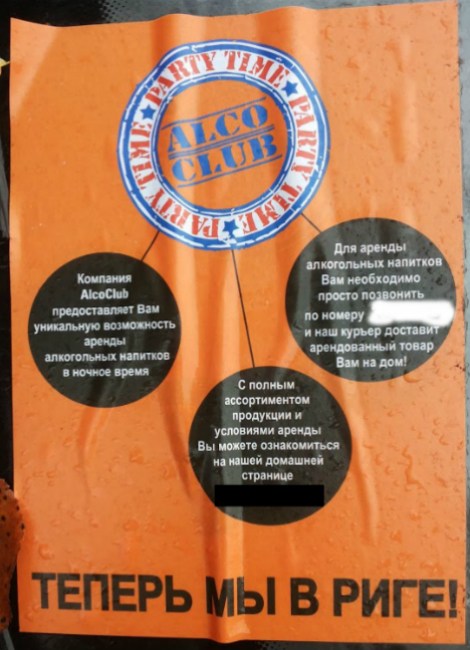 PARTY TIME ★ PARTY TIME ★ PARTY TIME ★
ALCO
CLUB
Компания
AlcoClub
предоставляет Вам
уникальную возможность
аренды
алкогольных напитков
в ночное время
С полным
ассортиментом
продукции и
условиями аренды
Вы можете ознакомиться
на нашей домашней
странице
Для аренды
алкогольных напитков
Вам необходимо
просто позвонить
по номеру
и наш курьер доставит
арендованный товар
Вам на дом!
ТЕПЕРЬ МЫ В РИГЕ!